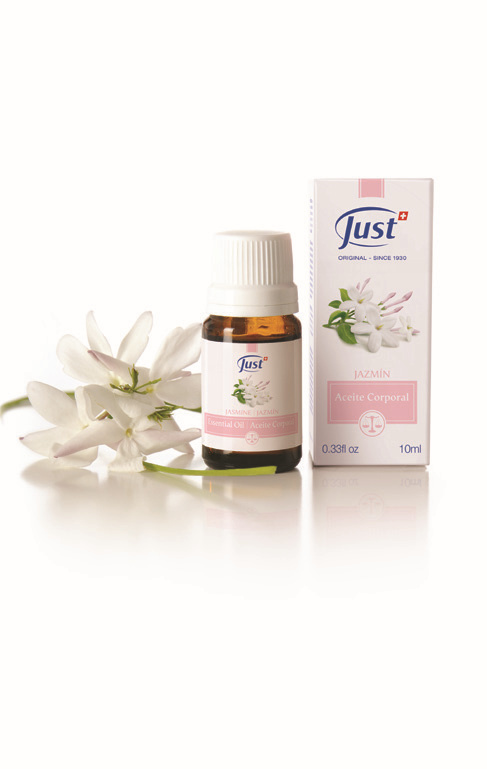 Just
JASMINE | JAZMÍN
Essential Oil | Aceite Corporal
Just
ORIGINAL - SINCE 1930
JAZMÍN
Aceite Corporal
0.33fl oz 10ml